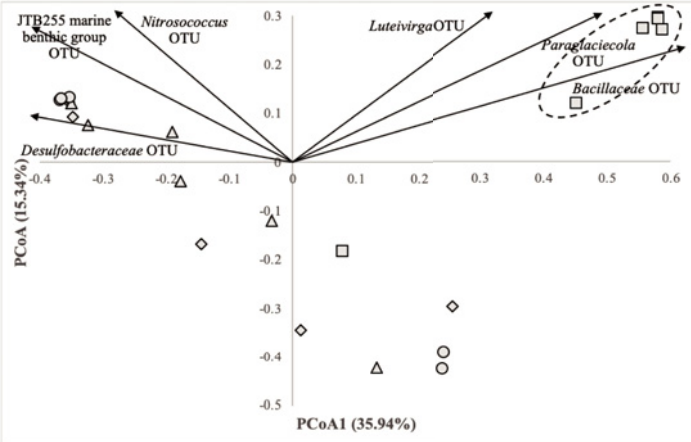 JTB255 marine
benthic group
OTU
Nitrosococcus
OTU
LuteivirgaOTU
Paraglaciecola
OTU
Bacillaceae OTU
Desulfobacteraceae OTU
0.3
0.2
0.1
0
-0.4
-0.3
-0.2
-0.1
0
0.1
0.2
0.3
0.4
0.5
0.6
-0.1
-0.2
-0.3
-0.4
-0.5
PCoA (15.34%)
PCoA1 (35.94%)